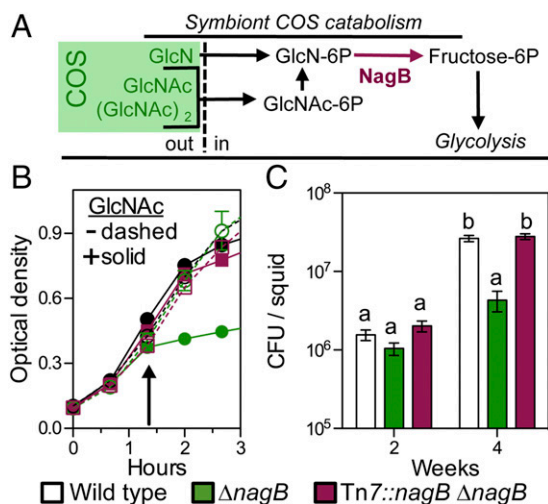 A
Symbiont COS catabolism
COS
GlcN
GlcN-6P
NagB
Fructose-6P
GlcNAc
(GlcNAc) 2
GlcNAc-6P
out
in
Glycolysis
B
GlcNAc
- dashed
+ solid
Optical density
0.9
0.6
0.3
0.0
0 1 2 3
Hours
C
CFU / squid
10^8
10^7
10^6
10^5
a
a
a
b
a
b
2 4
Weeks
Wild type
ΔnagB
Tn7::nagB ΔnagB